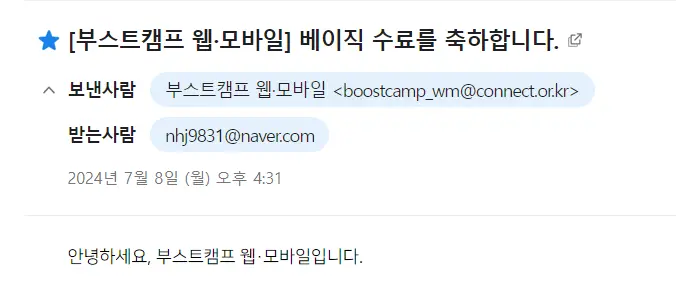 [부스트캠프 웹·모바일] 베이직 수료를 축하합니다.
보낸사람 부스트캠프 웹·모바일 <boostcamp_wm@connect.or.kr>
받는사람 nhj9831@naver.com
2024년 7월 8일 (월) 오후 4:31
안녕하세요, 부스트캠프 웹·모바일입니다.